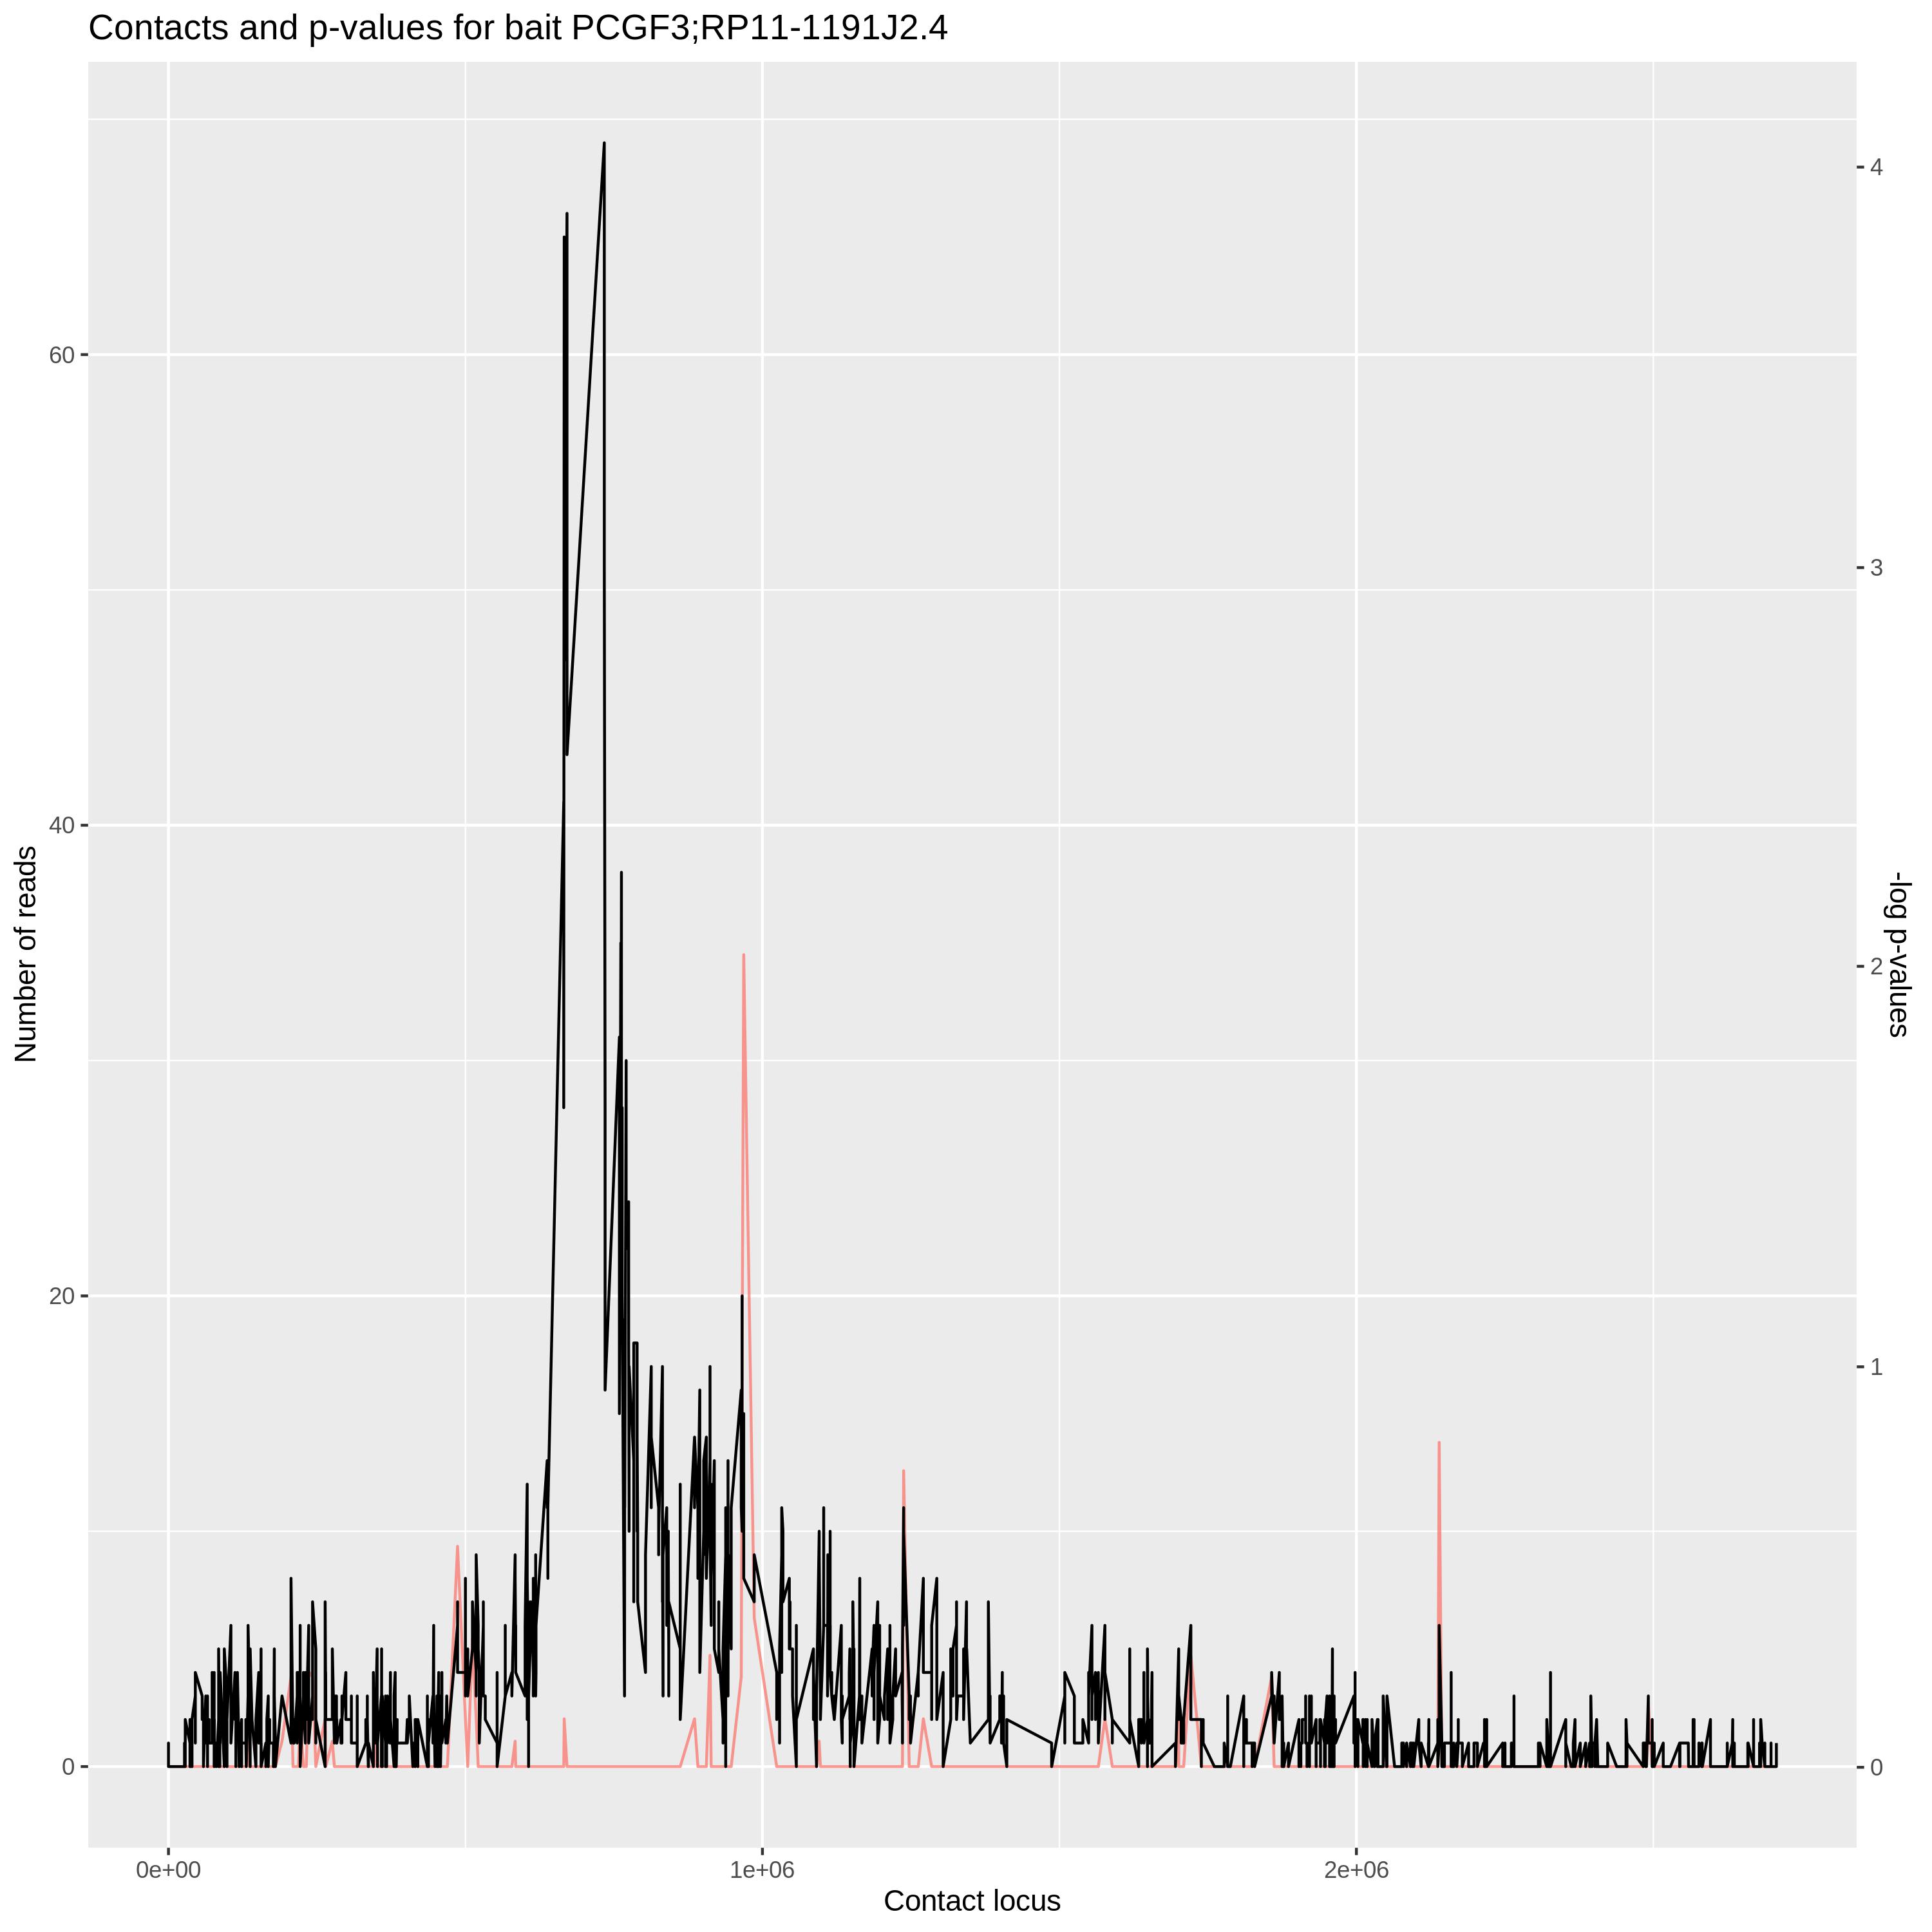 Contacts and p-values for bait PCGF3;RP11-1191J2.4
Number of reads
60
40
20
0
4
3
2
1
0
-log p-values
0e+00
1e+06
2e+06
Contact locus